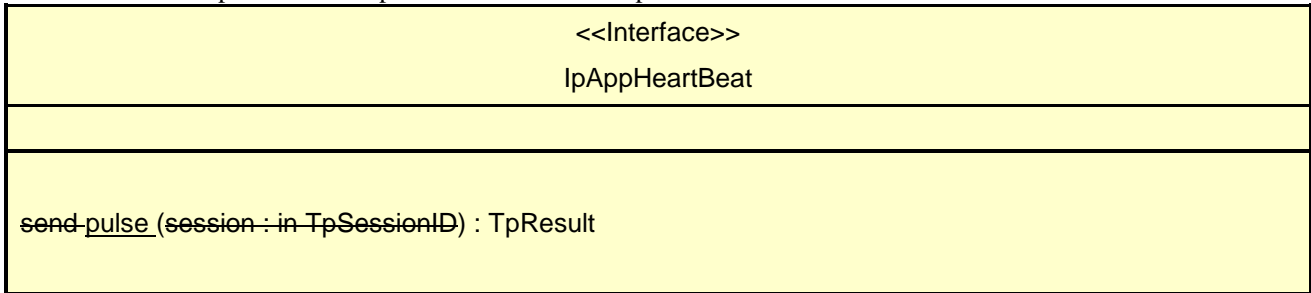 <<Interface>>
IpAppHeartBeat
send pulse (session : in TpSessionID) : TpResult